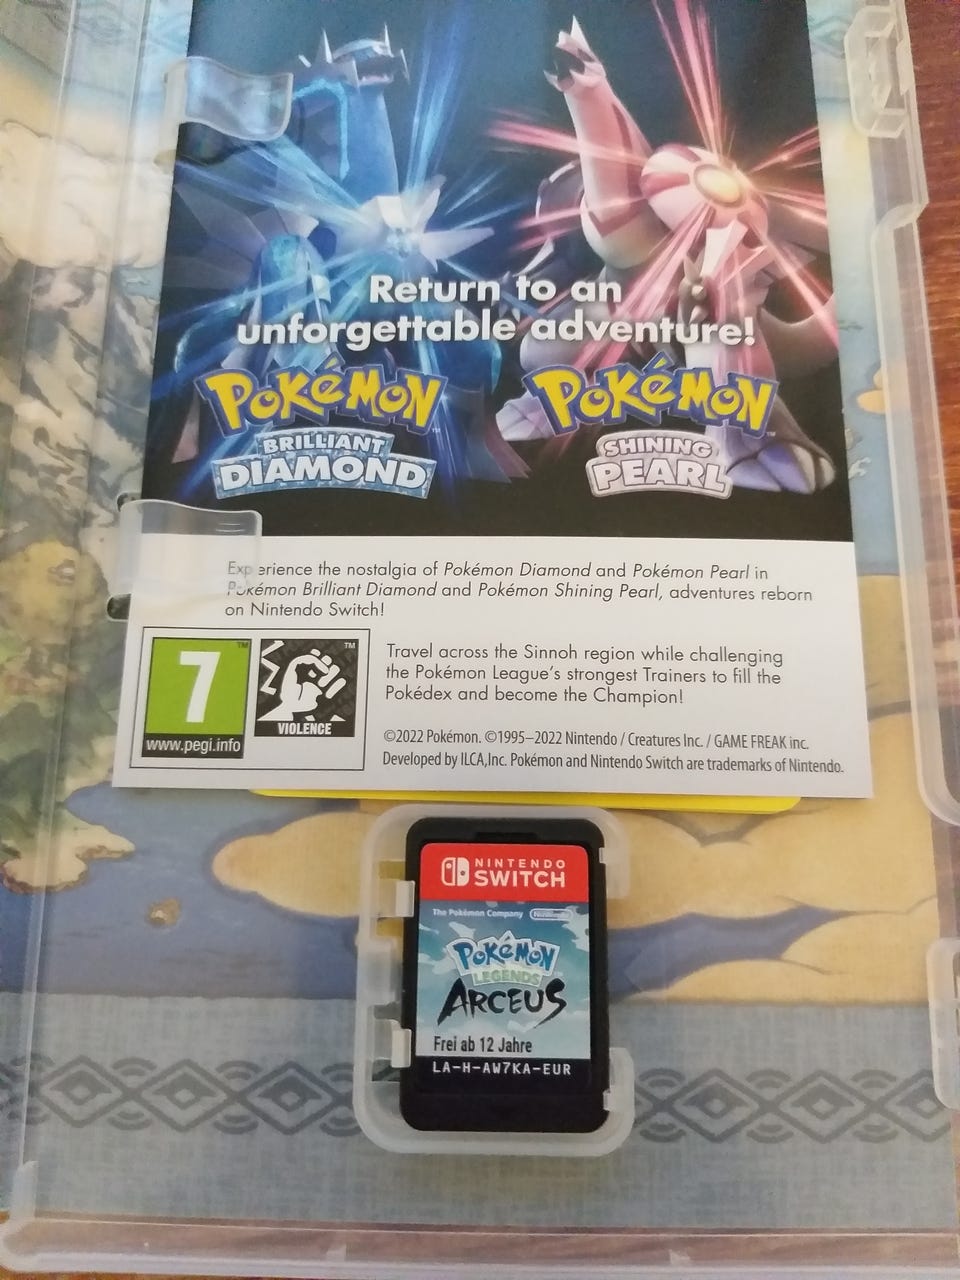 Return to an
unforgettable adventure!
POKéMON
BRILLIANT
DIAMOND
POKéMON
SHINING
PEARL
Experience the nostalgia of Pokémon Diamond and Pokémon Pearl in
Pokémon Brilliant Diamond and Pokémon Shining Pearl, adventures reborn
on Nintendo Switch!
7
www.pegi.info
VIOLENCE
Travel across the Sinnoh region while challenging
the Pokémon League's strongest Trainers to fill the
Pokédex and become the Champion!
©2022 Pokémon. ©1995–2022 Nintendo / Creatures Inc. / GAME FREAK inc.
Developed by ILCA,Inc. Pokémon and Nintendo Switch are trademarks of Nintendo.
NINTENDO
SWITCH
The Pokémon Company Nintendo
POKéMON
LEGENDS
ARCEUS
Frei ab 12 Jahre
LA-H-AW7KA-EUR